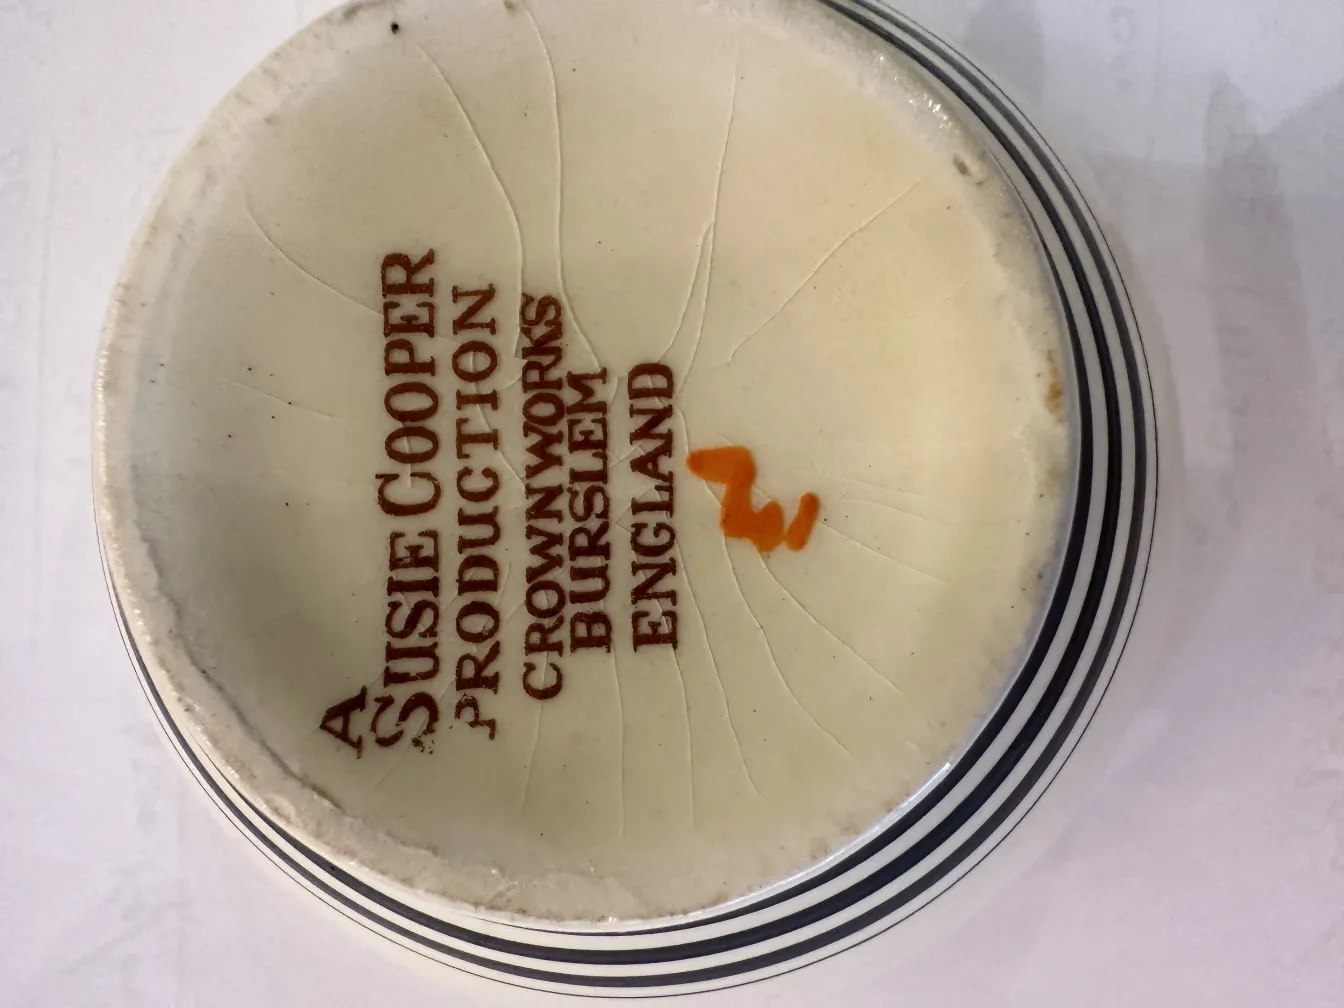 A
SUSIE COOPER
PRODUCTION
CROWN WORKS
BURSLEM
ENGLAND